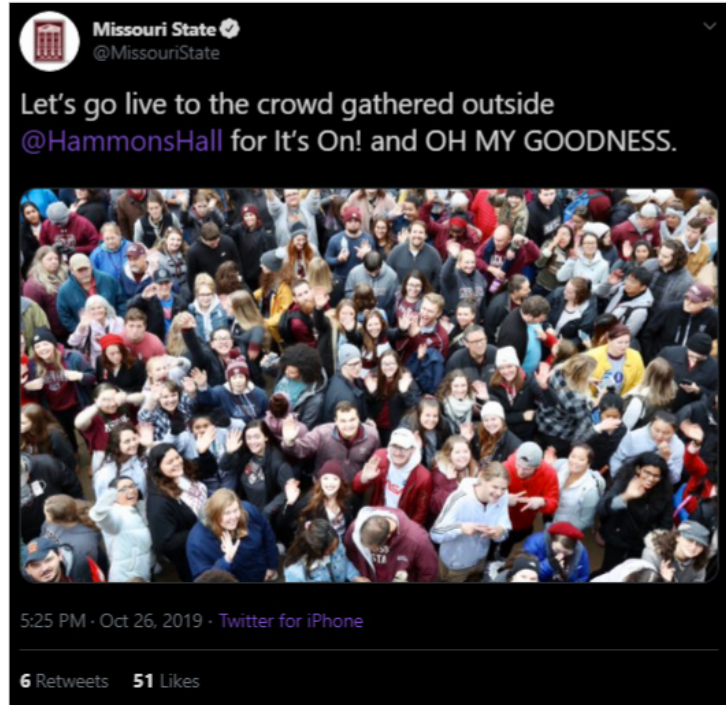 Missouri State
@MissouriState
Let's go live to the crowd gathered outside
@HammonsHall for It's On! and OH MY GOODNESS.
5:25 PM · Oct 26, 2019 · Twitter for iPhone
6 Retweets 51 Likes